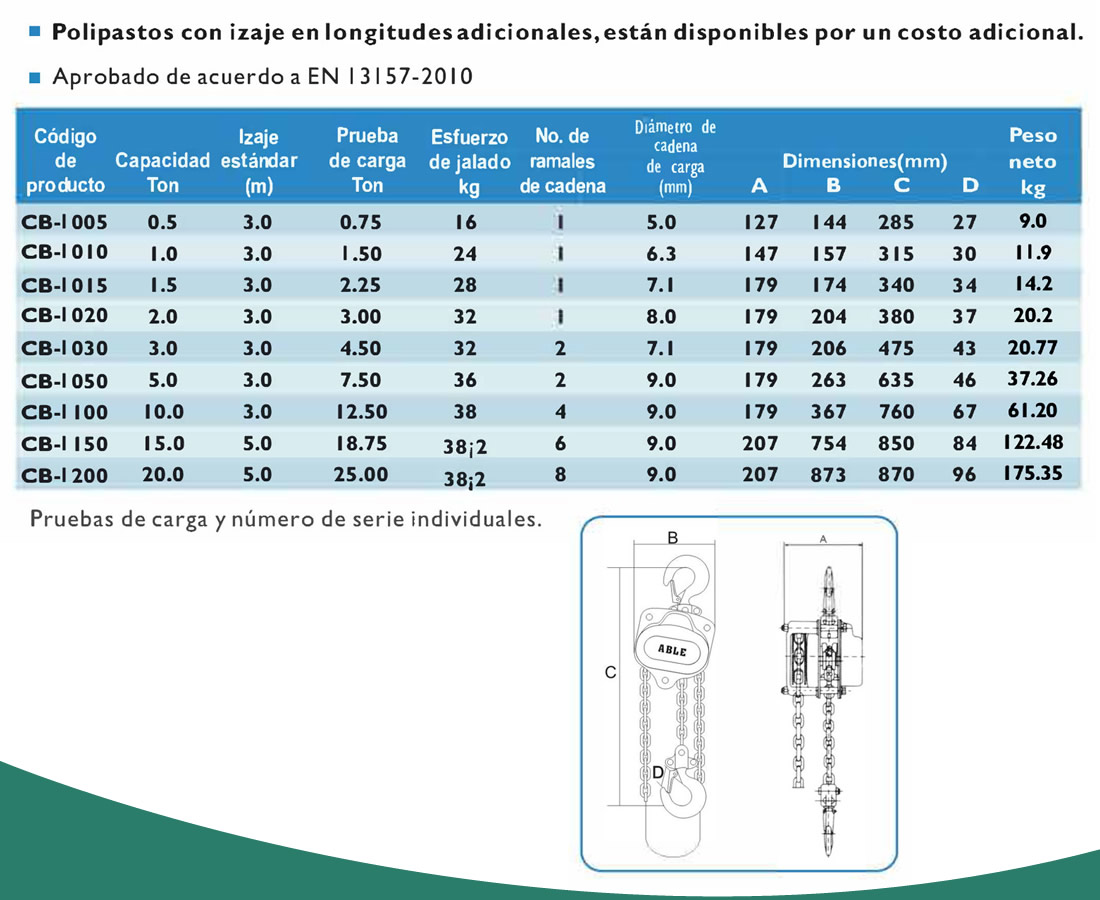 Polipastos con izaje en longitudes adicionales, están disponibles por un costo adicional.
Aprobado de acuerdo a EN 13157-2010
Código de producto Capacidad Ton Izaje estándar (m) Prueba de carga Ton Esfuerzo de jalado kg No. de ramales de cadena Diámetro de cadena de carga (mm) Dimensiones(mm) A B C D Peso neto kg
CB-1005 0.5 3.0 0.75 16 1 5.0 127 144 285 27 9.0
CB-1010 1.0 3.0 1.50 24 1 6.3 147 157 315 30 11.9
CB-1015 1.5 3.0 2.25 28 1 7.1 179 174 340 34 14.2
CB-1020 2.0 3.0 3.00 32 1 8.0 179 204 380 37 20.2
CB-1030 3.0 3.0 4.50 32 2 7.1 179 206 475 43 20.77
CB-1050 5.0 3.0 7.50 36 2 9.0 179 263 635 46 37.26
CB-1100 10.0 3.0 12.50 38 4 9.0 179 367 760 67 61.20
CB-1150 15.0 5.0 18.75 38¡2 6 9.0 207 754 850 84 122.48
CB-1200 20.0 5.0 25.00 38¡2 8 9.0 207 873 870 96 175.35
Pruebas de carga y número de serie individuales.
B
A
ABLE
C
D